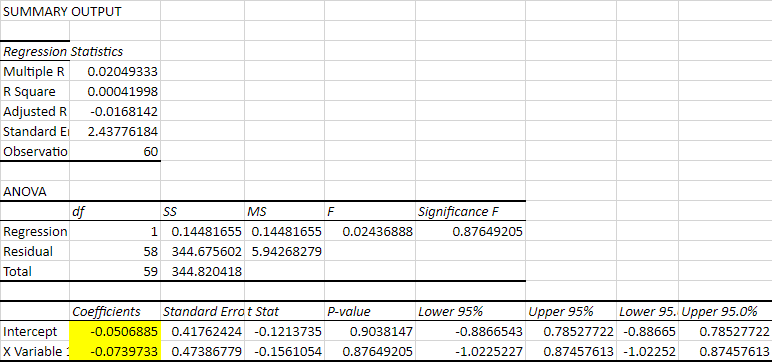 SUMMARY OUTPUT
Regression Statistics
Multiple R 0.02049333
R Square 0.00041998
Adjusted R -0.0168142
Standard Er 2.43776184
Observatio 60
ANOVA
df SS MS F Significance F
Regression 1 0.14481655 0.14481655 0.02436888 0.87649205
Residual 58 344.675602 5.94268279
Total 59 344.820418
Coefficients Standard Erro t Stat P-value Lower 95% Upper 95% Lower 95. Upper 95.0%
Intercept -0.0506885 0.41762424 -0.1213735 0.9038147 -0.8866543 0.78527722 -0.88665 0.78527722
X Variable 1 -0.0739733 0.47386779 -0.1561054 0.87649205 -1.0225227 0.87457613 -1.02252 0.87457613